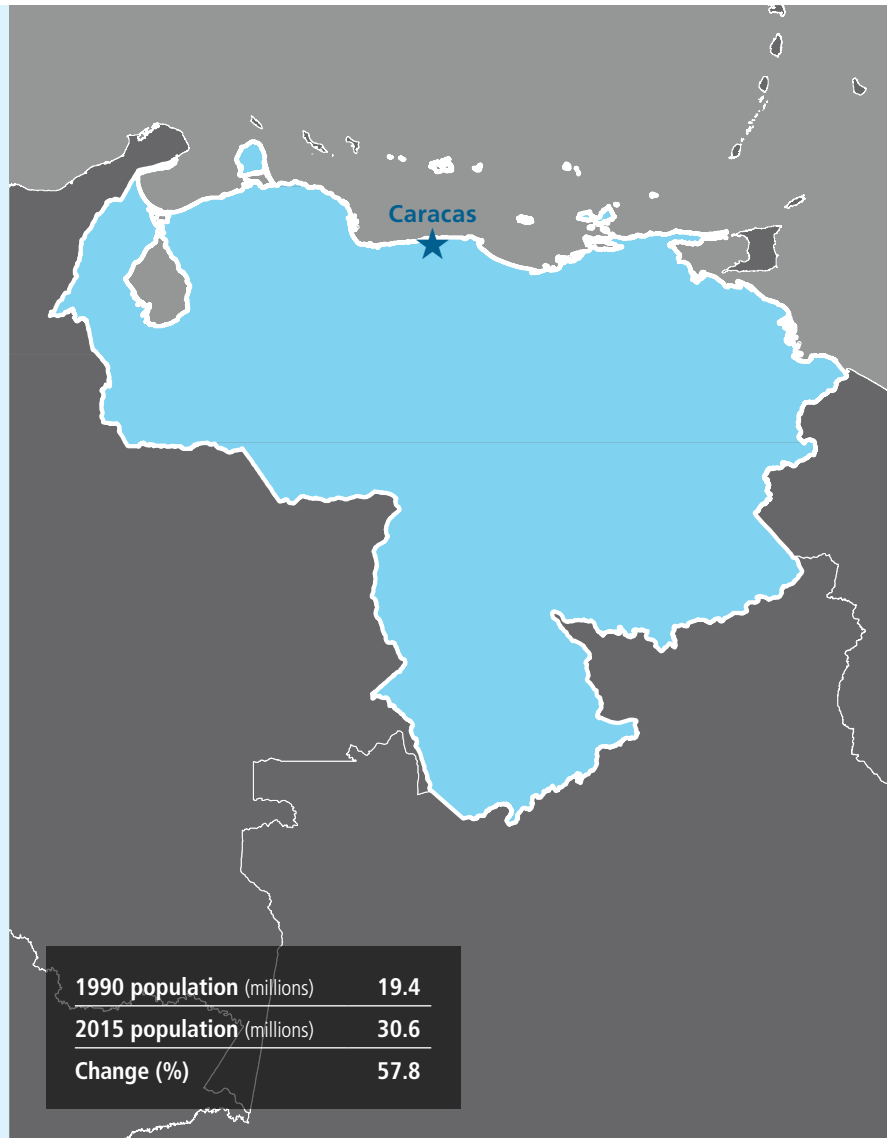 Caracas
1990 population (millions) 19.4
2015 population (millions) 30.6
Change (%) 57.8